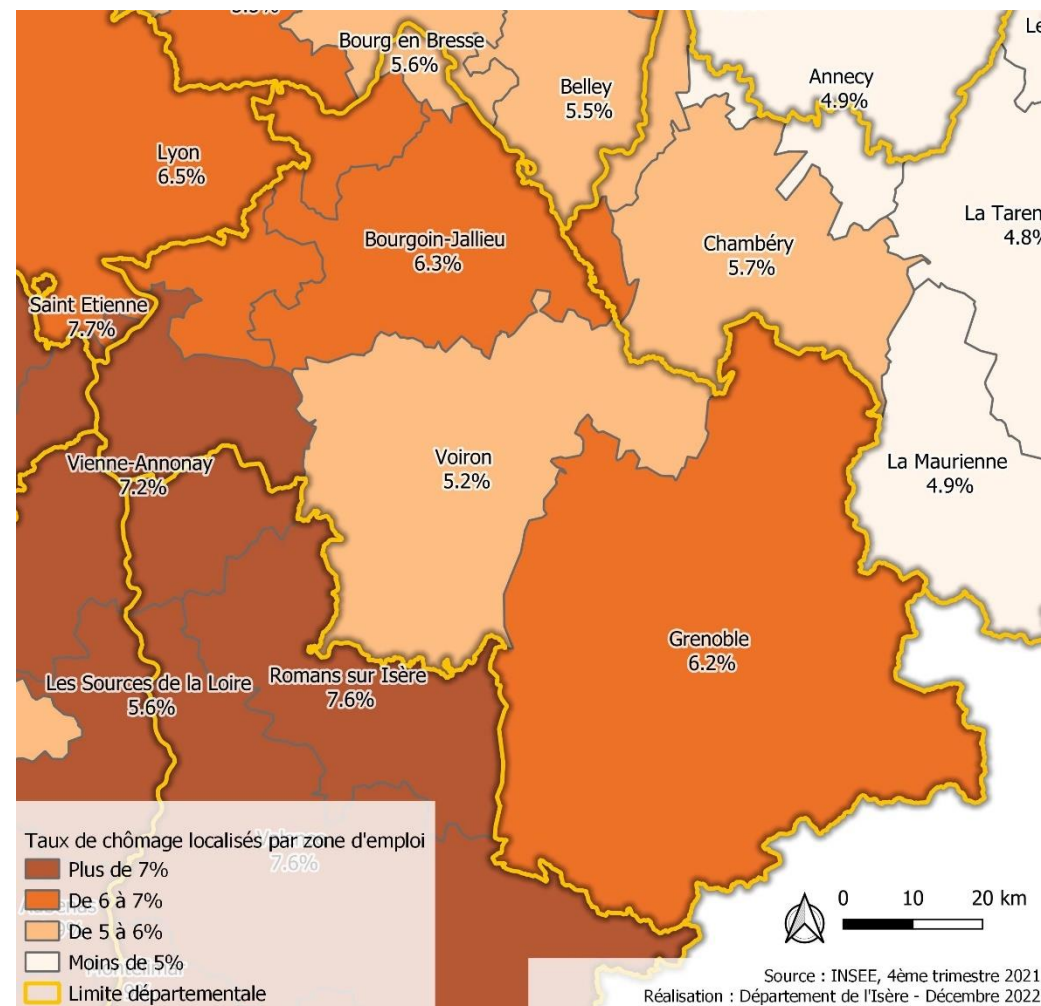 Bourg en Bresse
5.6%
Belley
5.5%
Annecy
4.9%
Lyon
6.5%
Bourgoin-Jallieu
6.3%
Chambéry
5.7%
La Taren
4.8%
Saint Etienne
7.7%
Vienne-Annonay
7.2%
Voiron
5.2%
La Maurienne
4.9%
Grenoble
6.2%
Les Sources de la Loire
5.6%
Romans sur Isère
7.6%
Taux de chômage localisés par zone d'emploi
7.6%
Plus de 7%
De 6 à 7%
De 5 à 6%
Moins de 5%
Limite départementale
0 10 20 km
Source : INSEE, 4ème trimestre 2021
Réalisation : Département de l'Isère - Décembre 2022